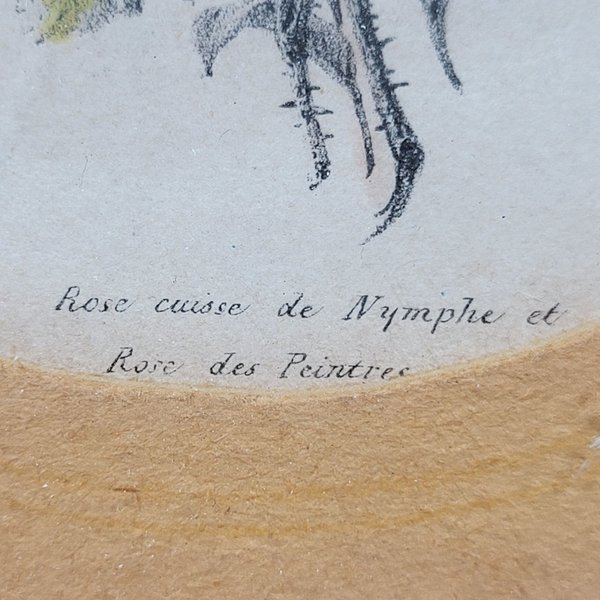 Rose cuisse de Nymphe et
Rose des Peintres